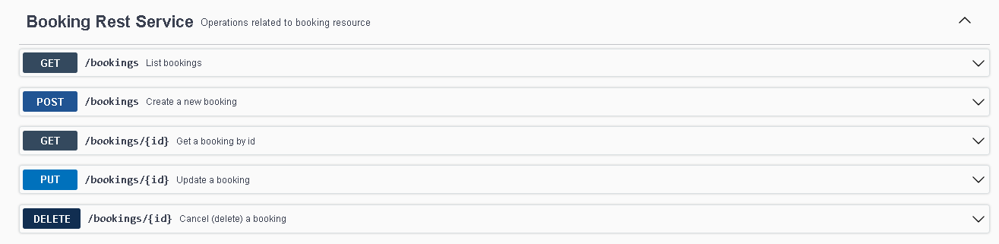 Booking Rest Service Operations related to booking resource
GET /bookings List bookings
POST /bookings Create a new booking
GET /bookings/{id} Get a booking by id
PUT /bookings/{id} Update a booking
DELETE /bookings/{id} Cancel (delete) a booking